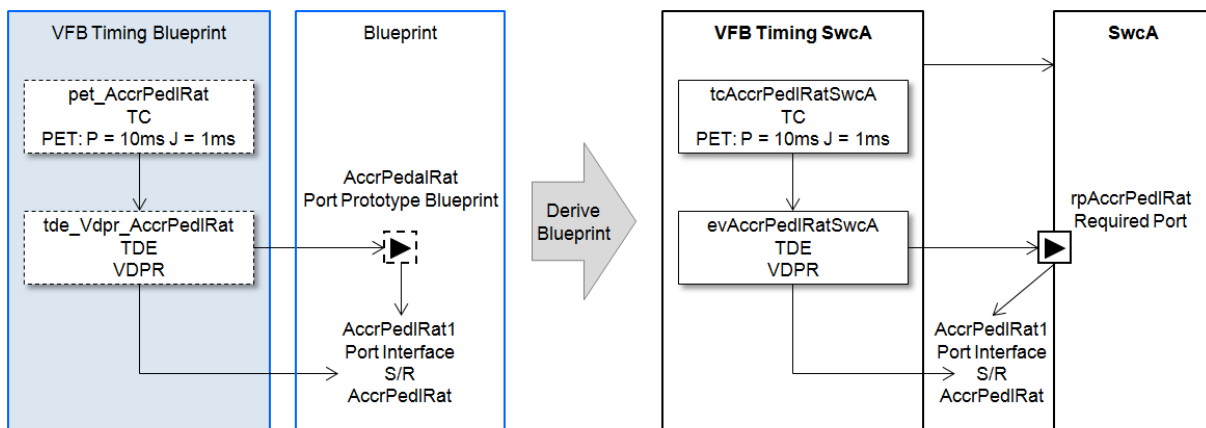 VFB Timing Blueprint
pet_AccrPedlRat
TC
PET: P = 10ms J = 1ms
tde_Vdpr_AccrPedlRat
TDE
VDPR
Blueprint
AccrPedalRat
Port Prototype Blueprint
AccrPedlRat1
Port Interface
S/R
AccrPedlRat
Derive
Blueprint
VFB Timing SwcA
tcAccrPedlRatSwcA
TC
PET: P = 10ms J = 1ms
evAccrPedlRatSwcA
TDE
VDPR
SwcA
rpAccrPedlRat
Required Port
AccrPedlRat1
Port Interface
S/R
AccrPedlRat